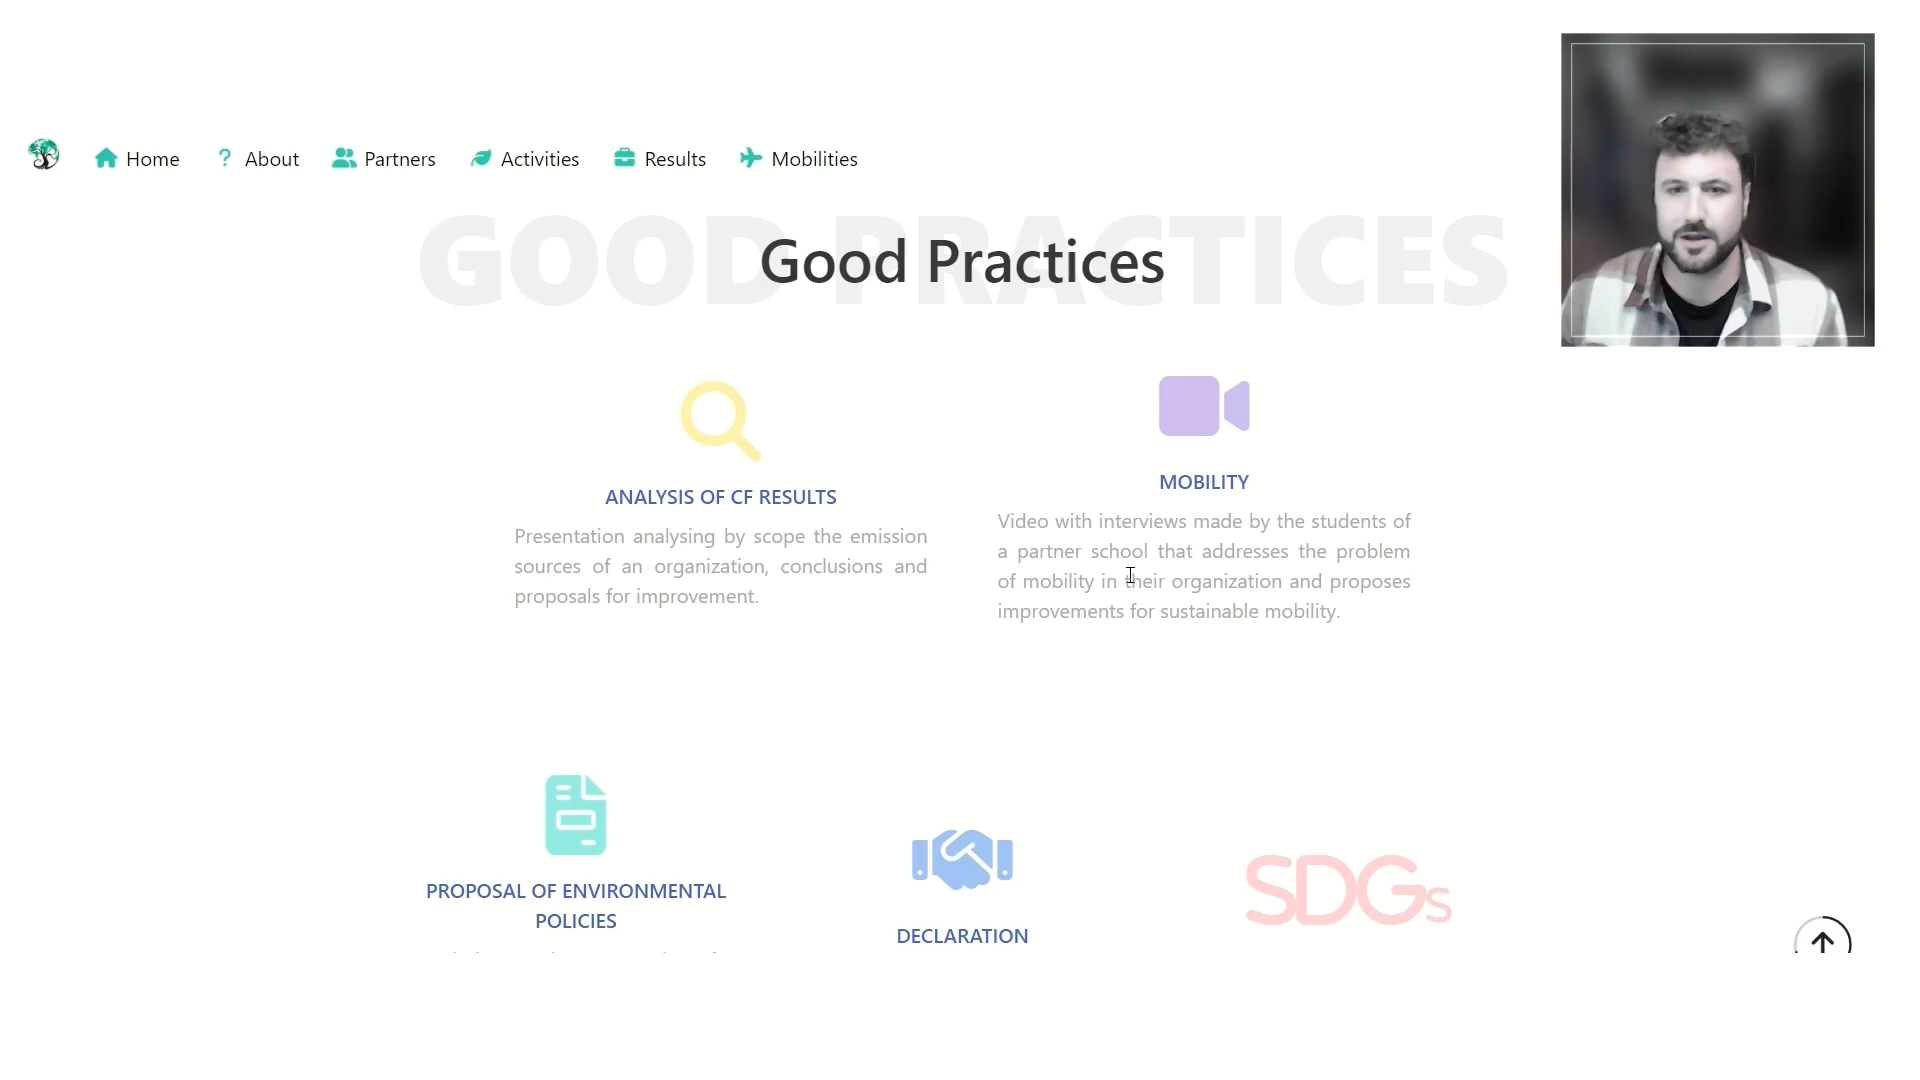 Home
? About
Partners
Activities
Results
Mobilities
GOOD PRACTICES
Good Practices
ANALYSIS OF CF RESULTS
Presentation analysing by scope the emission
sources of an organization, conclusions and
proposals for improvement.
MOBILITY
Video with interviews made by the students of
a partner school that addresses the problem
of mobility in their organization and proposes
improvements for sustainable mobility.
PROPOSAL OF ENVIRONMENTAL
POLICIES
DECLARATION
SDGs